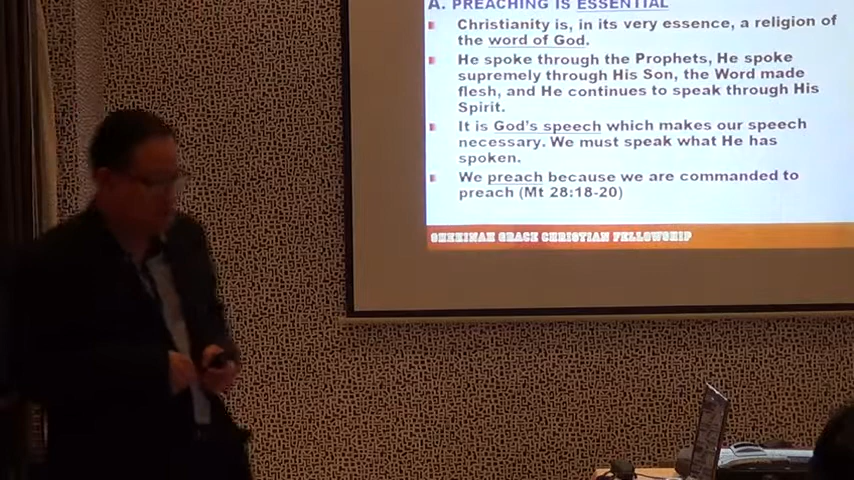 A. PREACHING IS ESSENTIAL
Christianity is, in its very essence, a religion of
the word of God.
He spoke through the Prophets, He spoke
supremely through His Son, the Word made
flesh, and He continues to speak through His
Spirit.
It is God's speech which makes our speech
necessary. We must speak what He has
spoken.
We preach because we are commanded to
preach (Mt 28:18-20)
SHEKINAH GRACE CHRISTIAN FELLOWSHIP